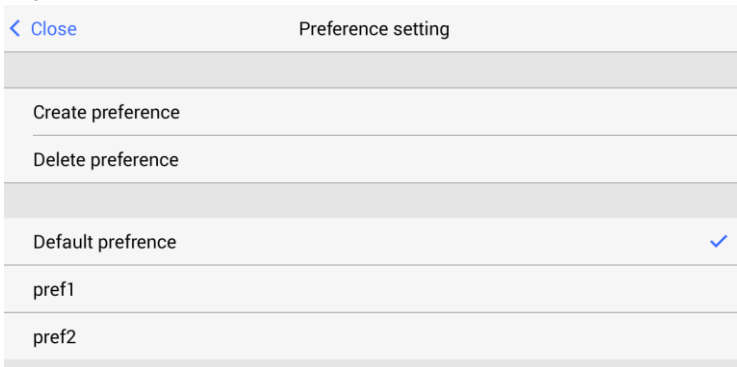 Close Preference setting
Create preference
Delete preference
Default prefrence
pref1
pref2